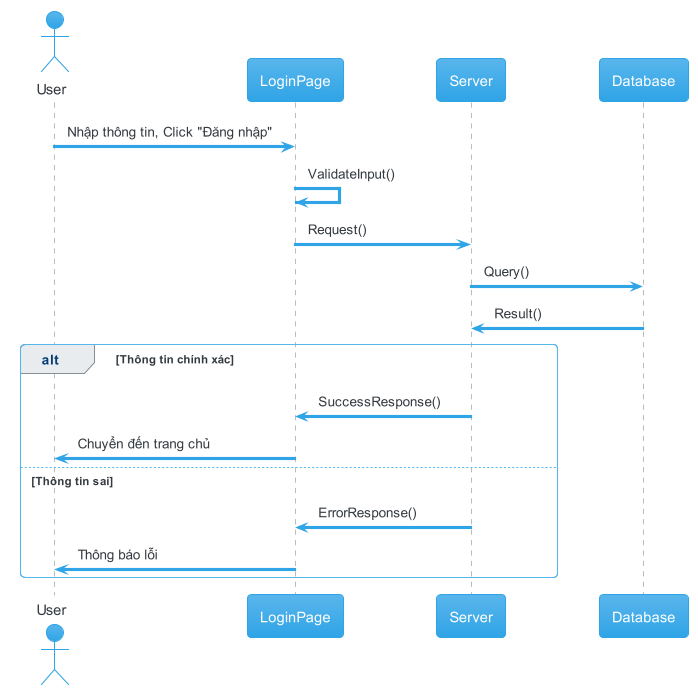 User
LoginPage
Server
Database
Nhập thông tin, Click "Đăng nhập"
ValidateInput()
Request()
Query()
Result()
alt
[Thông tin chính xác]
SuccessResponse()
Chuyển đến trang chủ
[Thông tin sai]
ErrorResponse()
Thông báo lỗi
User
LoginPage
Server
Database